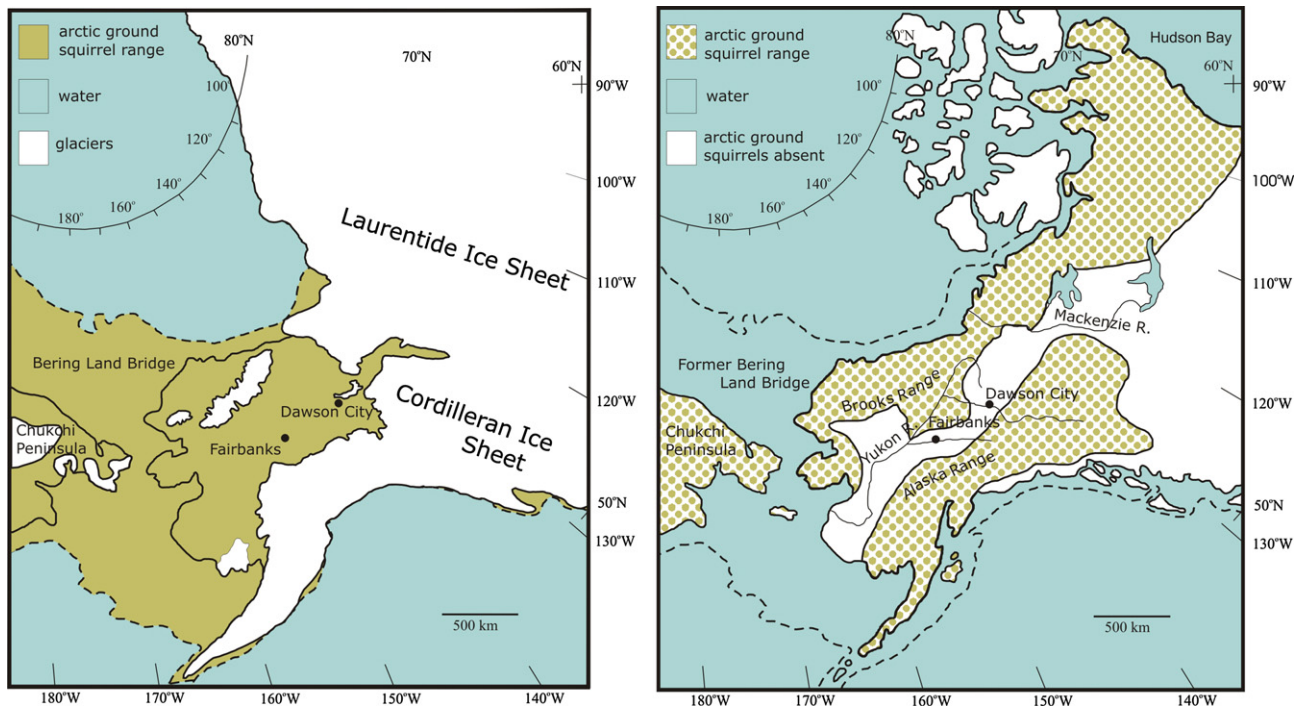 arctic ground
squirrel range
water
glaciers
80°N
70°N
60°N
100°
120°
140°
160°
180°
90°W
100°W
110°W
120°W
50°N
130°W
Laurentide Ice Sheet
Bering Land Bridge
Cordilleran Ice
Sheet
Dawson City
Chukchi
Peninsula
Fairbanks
500 km
180°W
170°W
160°W
150°W
140°W
arctic ground
squirrel range
water
arctic ground
squirrels absent
80°N
70°N
Hudson Bay
60°N
100°
120°
140°
160°
180°
90°W
100°W
110°W
120°W
50°N
130°W
Mackenzie R.
Former Bering
Land Bridge
Brooks Range
Dawson City
Chukchi
Peninsula
Yukon R.
Fairbanks
Alaska Range
500 km
180°W
170°W
160°W
150°W
140°W